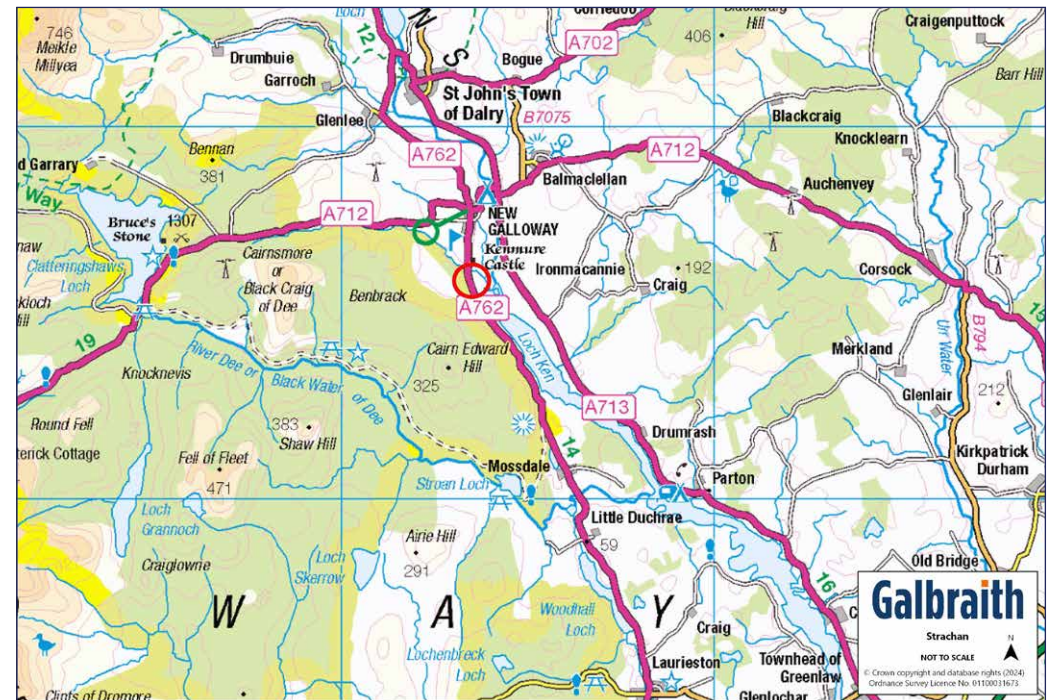 746
Meikle
Millyea
Loch
12
N
S
Corriedoo
Blackcraig
Hill
406
Craigenputtock
Barr Hill
Drumbuie
Garroch
Glenlee
A702
Bogue
St John's Town
of Dalry
B7075
Blackcraig
Knocklearn
d Garrary
Way
Bennan
381
A762
A712
Balmaclellan
Auchenvey
Bruce's
Stone
1307
A712
NEW
GALLOWAY
Kenmure
Castle
naw
Clatteringshaws
Loch
Cairnsmore
or
Black Craig
of Dee
Benbrack
Ironmacannie
192
Craig
Corsock
15
kloch
ill
A762
B794
19
River Dee or
Black Water
of Dee
Cairn Edward
Hill
325
Loch Ken
Urr Water
Merkland
Knocknevis
A713
Glenlair
212
Round Fell
383
Shaw Hill
Drumrash
terick Cottage
Fell of Fleet
471
14
Kirkpatrick
Durham
Mossdale
Stroan Loch
Parton
Loch
Grannoch
Little Duchrae
59
Airie Hill
291
Old Bridge
Craiglowrie
Loch
Skerrow
16
W
A
Y
Woodhall
Loch
Craig
C
Lochenbreck
Loch
Laurieston
Townhead of
Greenlaw
Glenlochar
Clints of Dromore
Galbraith
Strachan
N
NOT TO SCALE
© Crown copyright and database rights (2024)
Ordnance Survey Licence No. 01100031673